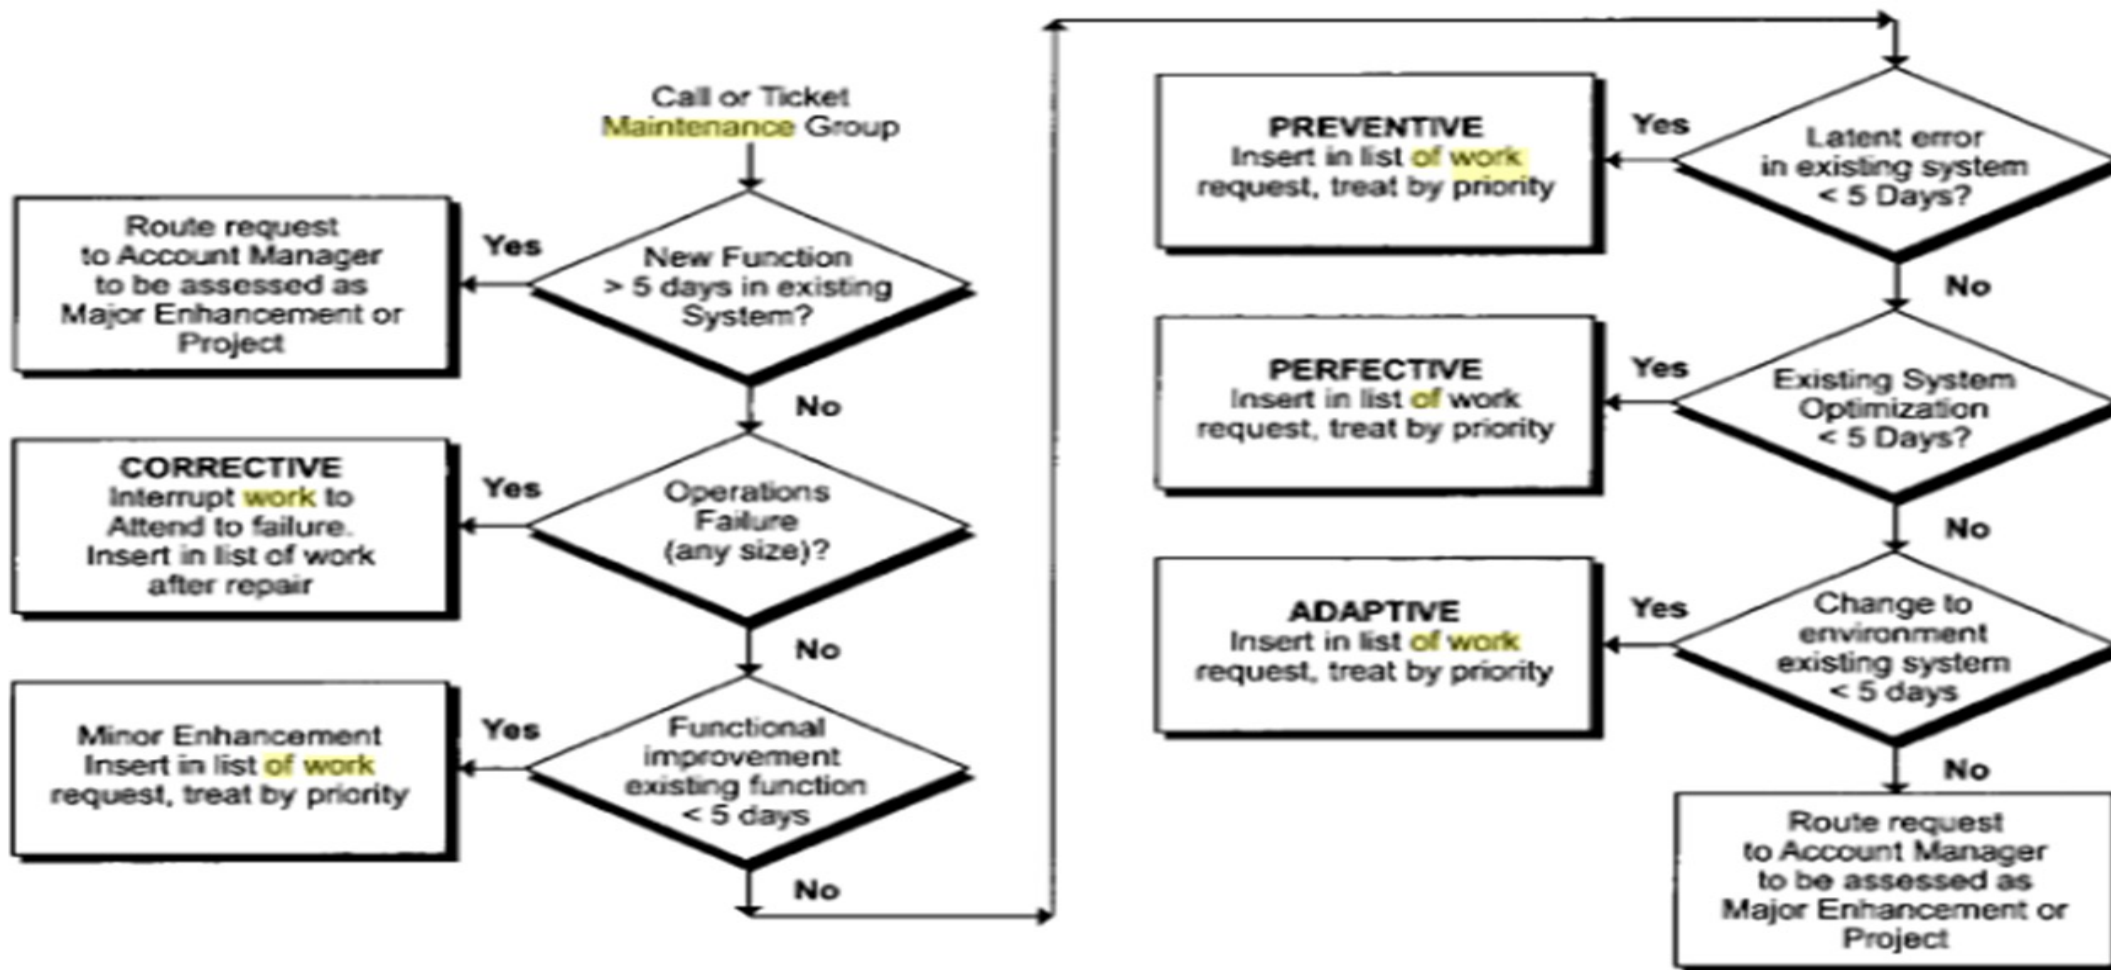 Call or Ticket
Maintenance Group
New Function
> 5 days in existing
System?
Yes
Route request
to Account Manager
to be assessed as
Major Enhancement or
Project
No
Operations
Failure
(any size)?
Yes
CORRECTIVE
Interrupt work to
Attend to failure.
Insert in list of work
after repair
No
Functional
improvement
existing function
< 5 days
Yes
Minor Enhancement
Insert in list of work
request, treat by priority
No
Latent error
in existing system
< 5 Days?
Yes
PREVENTIVE
Insert in list of work
request, treat by priority
No
Existing System
Optimization
< 5 Days?
Yes
PERFECTIVE
Insert in list of work
request, treat by priority
No
Change to
environment
existing system
< 5 days
Yes
ADAPTIVE
Insert in list of work
request, treat by priority
No
Route request
to Account Manager
to be assessed as
Major Enhancement or
Project